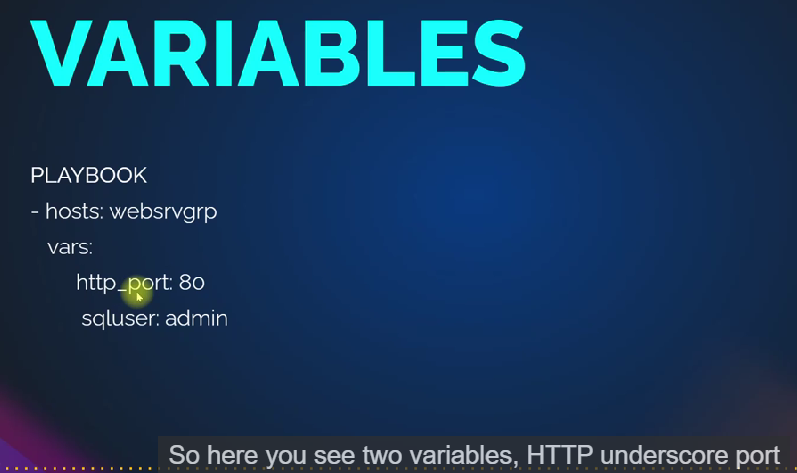 VARIABLES
PLAYBOOK
- hosts: websrvgrp
vars:
http_port: 80
sqluser: admin
So here you see two variables, HTTP underscore port